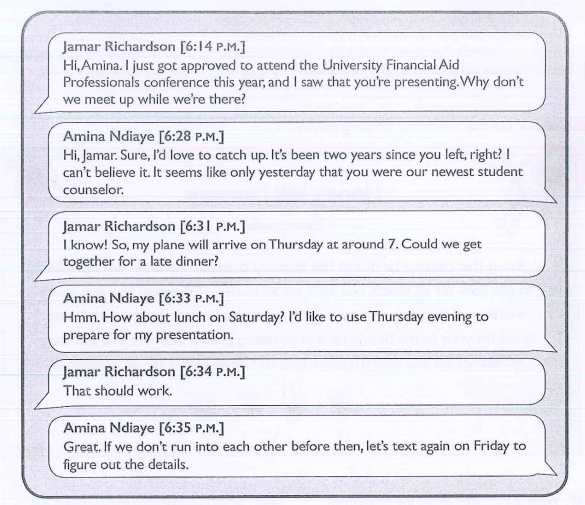 Jamar Richardson [6:14 P.M.]
Hi, Amina. I just got approved to attend the University Financial Aid
Professionals conference this year, and I saw that you're presenting. Why don't
we meet up while we're there?
Amina Ndiaye [6:28 P.M.]
Hi, Jamar. Sure, I'd love to catch up. It's been two years since you left, right? I
can't believe it. It seems like only yesterday that you were our newest student
counselor.
Jamar Richardson [6:31 P.M.]
I know! So, my plane will arrive on Thursday at around 7. Could we get
together for a late dinner?
Amina Ndiaye [6:33 P.M.]
Hmm. How about lunch on Saturday? I'd like to use Thursday evening to
prepare for my presentation.
Jamar Richardson [6:34 P.M.]
That should work.
Amina Ndiaye [6:35 P.M.]
Great. If we don't run into each other before then, let's text again on Friday to
figure out the details.